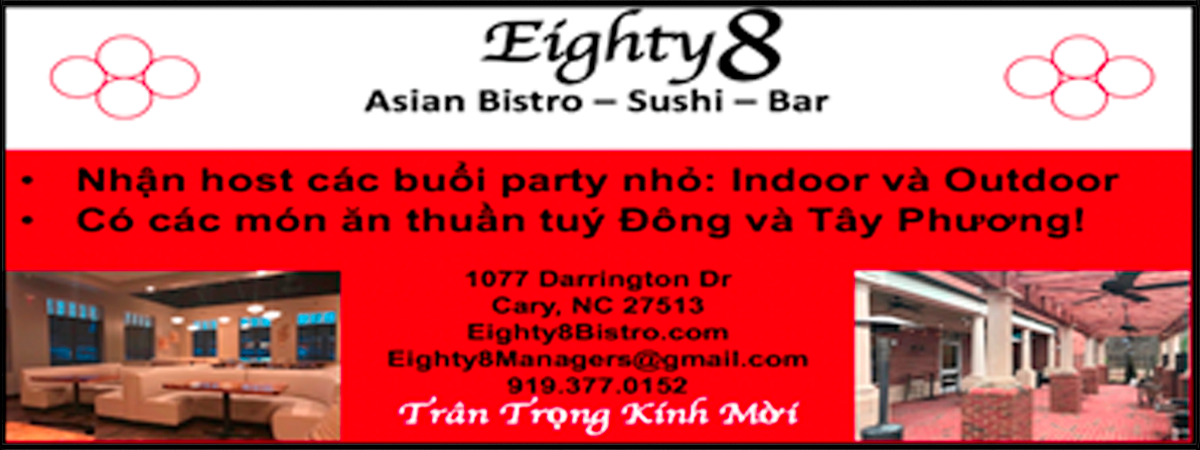 Eighty8
Asian Bistro – Sushi – Bar
• Nhận host các buổi party nhỏ: Indoor và Outdoor
• Có các món ăn thuần tuý Đông và Tây Phương!
1077 Darrington Dr
Cary, NC 27513
Eighty8Bistro.com
Eighty8Managers@gmail.com
919.377.0152
Trân Trọng Kính Mời